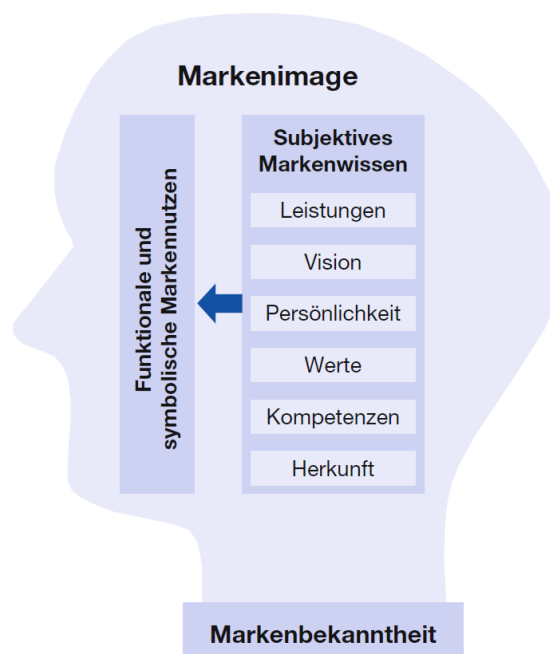 Markenimage
Funktionale und
symbolische Markennutzen
Subjektives
Markenwissen
Leistungen
Vision
Persönlichkeit
Werte
Kompetenzen
Herkunft
Markenbekanntheit